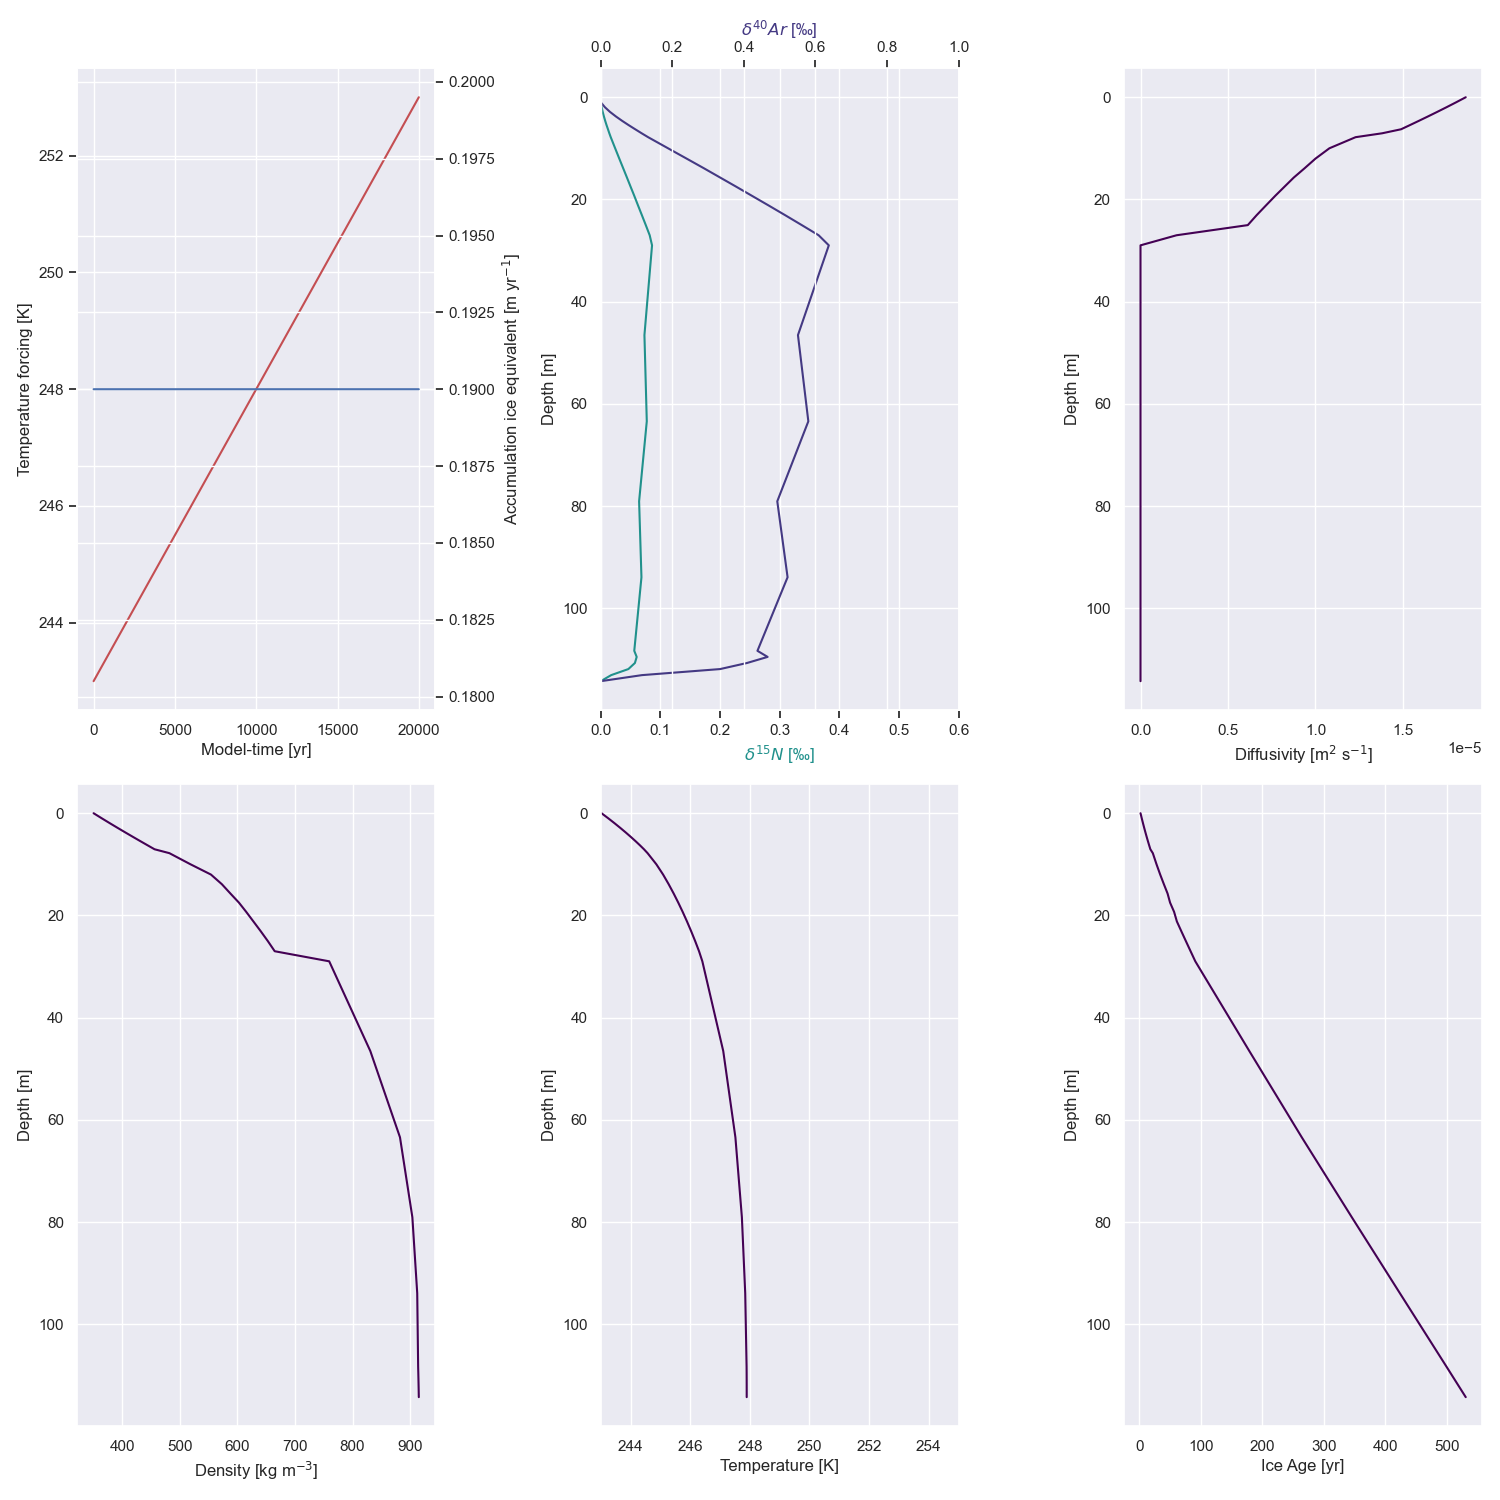 δ⁴⁰Ar [‰]
0.0 0.2 0.4 0.6 0.8 1.0
Temperature forcing [K]
252
250
248
246
244
0.2000
0.1975
0.1950
0.1925
0.1900
0.1875
0.1850
0.1825
0.1800
Accumulation ice equivalent [m yr⁻¹]
0 5000 10000 15000 20000
Model-time [yr]
Depth [m]
0
20
40
60
80
100
0.0 0.1 0.2 0.3 0.4 0.5 0.6
δ¹⁵N [‰]
Depth [m]
0
20
40
60
80
100
0.0 0.5 1.0 1.5
1e−5
Diffusivity [m² s⁻¹]
Depth [m]
0
20
40
60
80
100
400 500 600 700 800 900
Density [kg m⁻³]
Depth [m]
0
20
40
60
80
100
244 246 248 250 252 254
Temperature [K]
Depth [m]
0
20
40
60
80
100
0 100 200 300 400 500
Ice Age [yr]